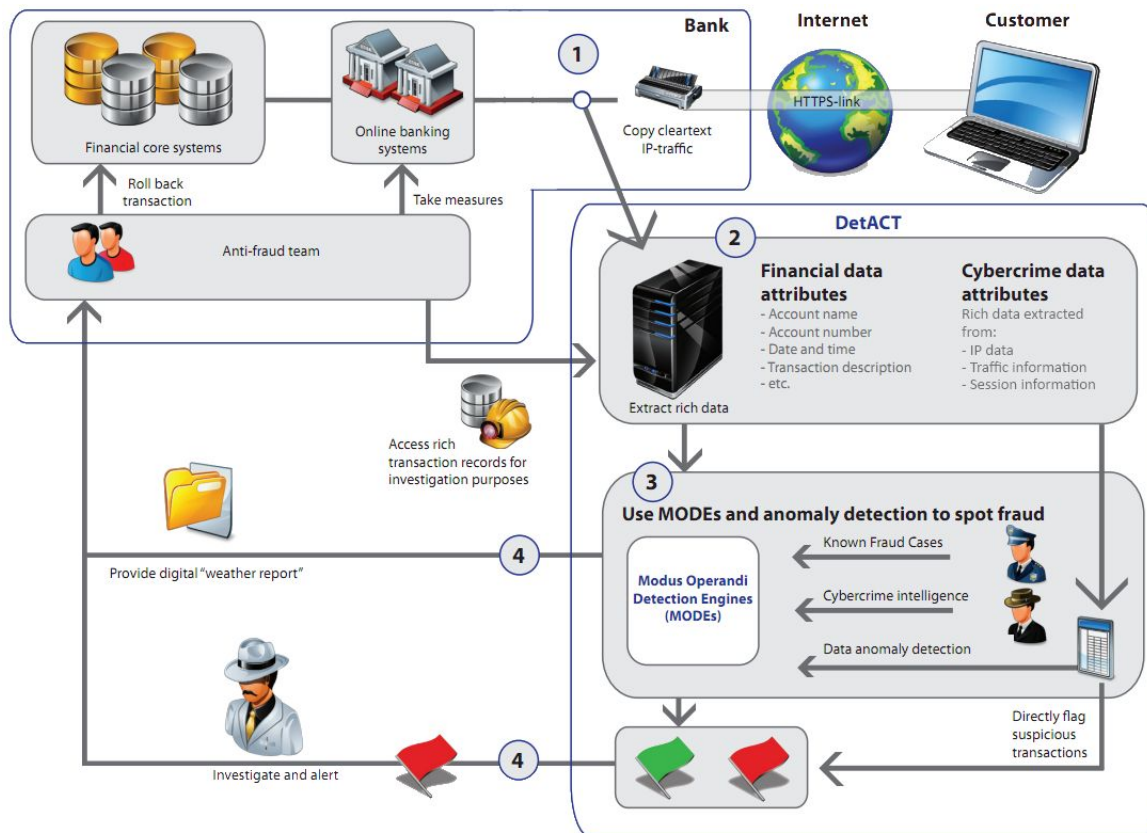 Bank
Internet
Customer
1
Financial core systems
Online banking
systems
Copy cleartext
IP-traffic
HTTPS-link
Roll back
transaction
Take measures
Anti-fraud team
DetACT
2
Financial data
attributes
- Account name
- Account number
- Date and time
- Transaction description
- etc.
Cybercrime data
attributes
Rich data extracted
from:
- IP data
- Traffic information
- Session information
Extract rich data
Access rich
transaction records for
investigation purposes
3
Use MODEs and anomaly detection to spot fraud
Known Fraud Cases
Modus Operandi
Detection Engines
(MODEs)
Cybercrime intelligence
Data anomaly detection
4
Provide digital “weather report”
Directly flag
suspicious
transactions
4
Investigate and alert